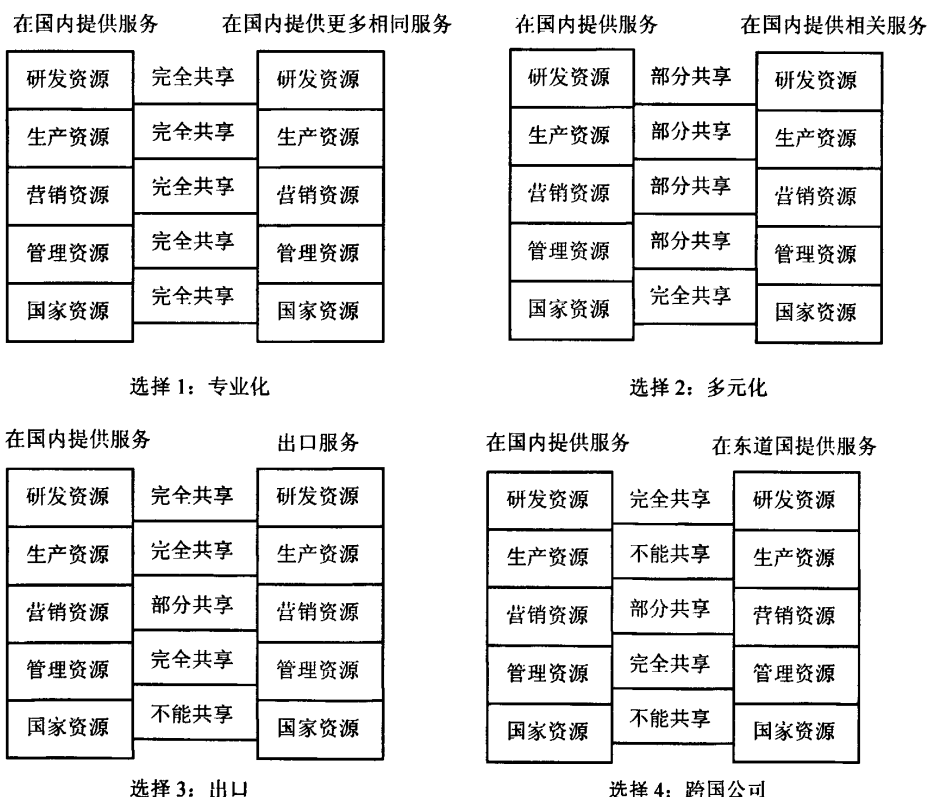 在国内提供服务 在国内提供更多相同服务
研发资源 完全共享 研发资源
生产资源 完全共享 生产资源
营销资源 完全共享 营销资源
管理资源 完全共享 管理资源
国家资源 完全共享 国家资源
选择 1：专业化
在国内提供服务 在国内提供相关服务
研发资源 部分共享 研发资源
生产资源 部分共享 生产资源
营销资源 部分共享 营销资源
管理资源 部分共享 管理资源
国家资源 完全共享 国家资源
选择 2：多元化
在国内提供服务 出口服务
研发资源 完全共享 研发资源
生产资源 完全共享 生产资源
营销资源 部分共享 营销资源
管理资源 完全共享 管理资源
国家资源 不能共享 国家资源
选择 3：出口
在国内提供服务 在东道国提供服务
研发资源 完全共享 研发资源
生产资源 不能共享 生产资源
营销资源 部分共享 营销资源
管理资源 完全共享 管理资源
国家资源 不能共享 国家资源
选择 4：跨国公司